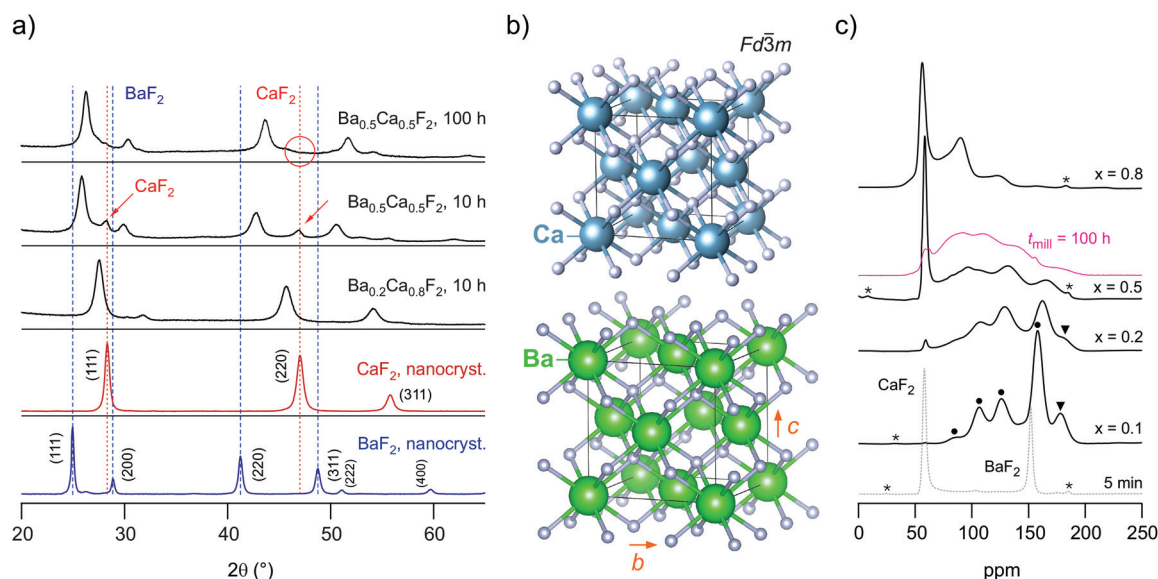 a)
BaF2
CaF2
Ba0.5Ca0.5F2, 100 h
CaF2
Ba0.5Ca0.5F2, 10 h
Ba0.2Ca0.8F2, 10 h
(111)
(220)
CaF2, nanocryst.
(311)
(111)
(200)
(220)
(311)
(222)
(400)
BaF2, nanocryst.
20 30 40 50 60
2θ (°)
b)
Fd3̅m
Ca
Ba
c
b
c)
*
x = 0.8
tmill = 100 h
*
*
x = 0.5
x = 0.2
CaF2
*
x = 0.1
BaF2
*
*
5 min
0 50 100 150 200 250
ppm